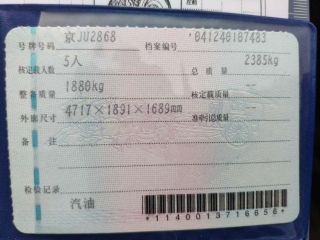 号牌号码 京JU2868 档案编号 041240107483
核定载人数 5人 总质量 2385kg
整备质量 1880kg 核定载质量 --
外廓尺寸 4717×1891×1689mm 准牵引总质量 --
备注
检验记录
汽油
*1140013716656*